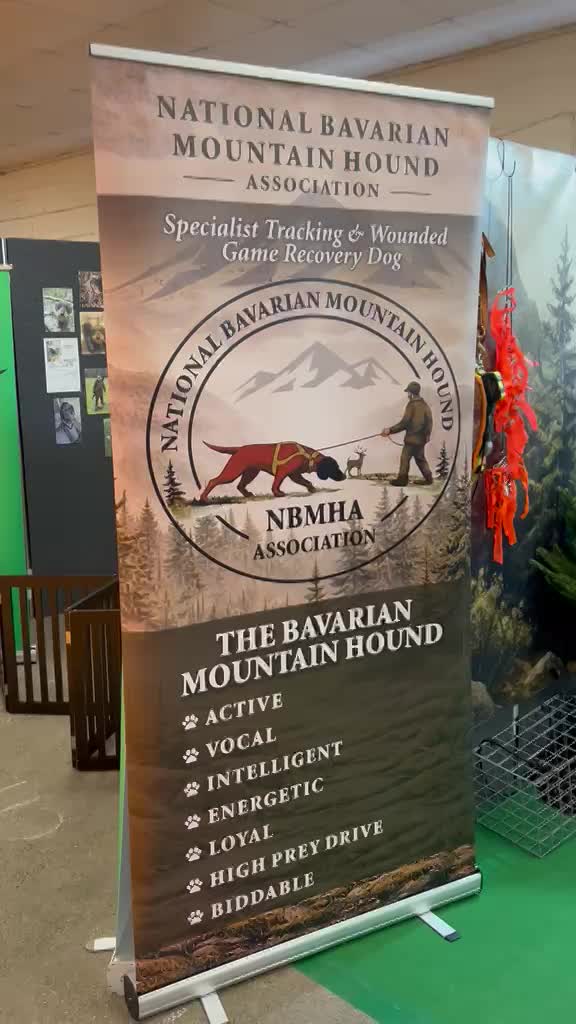 NATIONAL BAVARIAN
MOUNTAIN HOUND
ASSOCIATION
Specialist Tracking & Wounded
Game Recovery Dog
NATIONAL BAVARIAN MOUNTAIN HOUND
NBMHA
ASSOCIATION
THE BAVARIAN
MOUNTAIN HOUND
ACTIVE
VOCAL
INTELLIGENT
ENERGETIC
LOYAL
HIGH PREY DRIVE
BIDDABLE